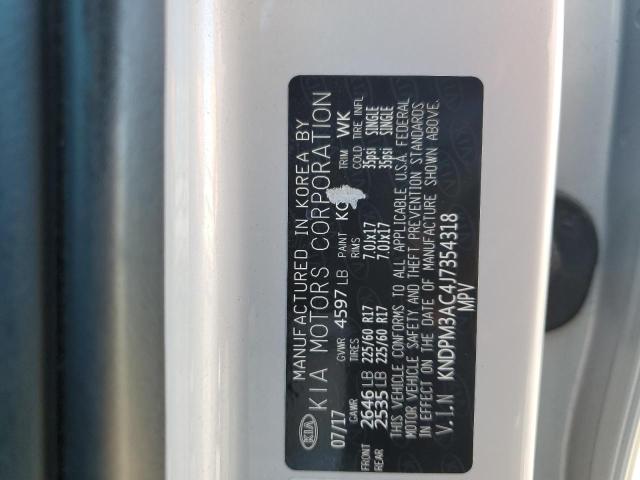 MANUFACTURED IN KOREA BY
KIA KIA MOTORS CORPORATION
07/17 GVWR 4597 LB PAINT TRIM WK
GAWR TIRES RIMS COLD TIRE INFL
FRONT 2646 LB 225/60 R17 7.0Jx17 35psi SINGLE
REAR 2535 LB 225/60 R17 7.0Jx17 35psi SINGLE
THIS VEHICLE CONFORMS TO ALL APPLICABLE U.S.A. FEDERAL
MOTOR VEHICLE SAFETY AND THEFT PREVENTION STANDARDS
IN EFFECT ON THE DATE OF MANUFACTURE SHOWN ABOVE.
V.I.N KNDPM3AC4J7354318
MPV